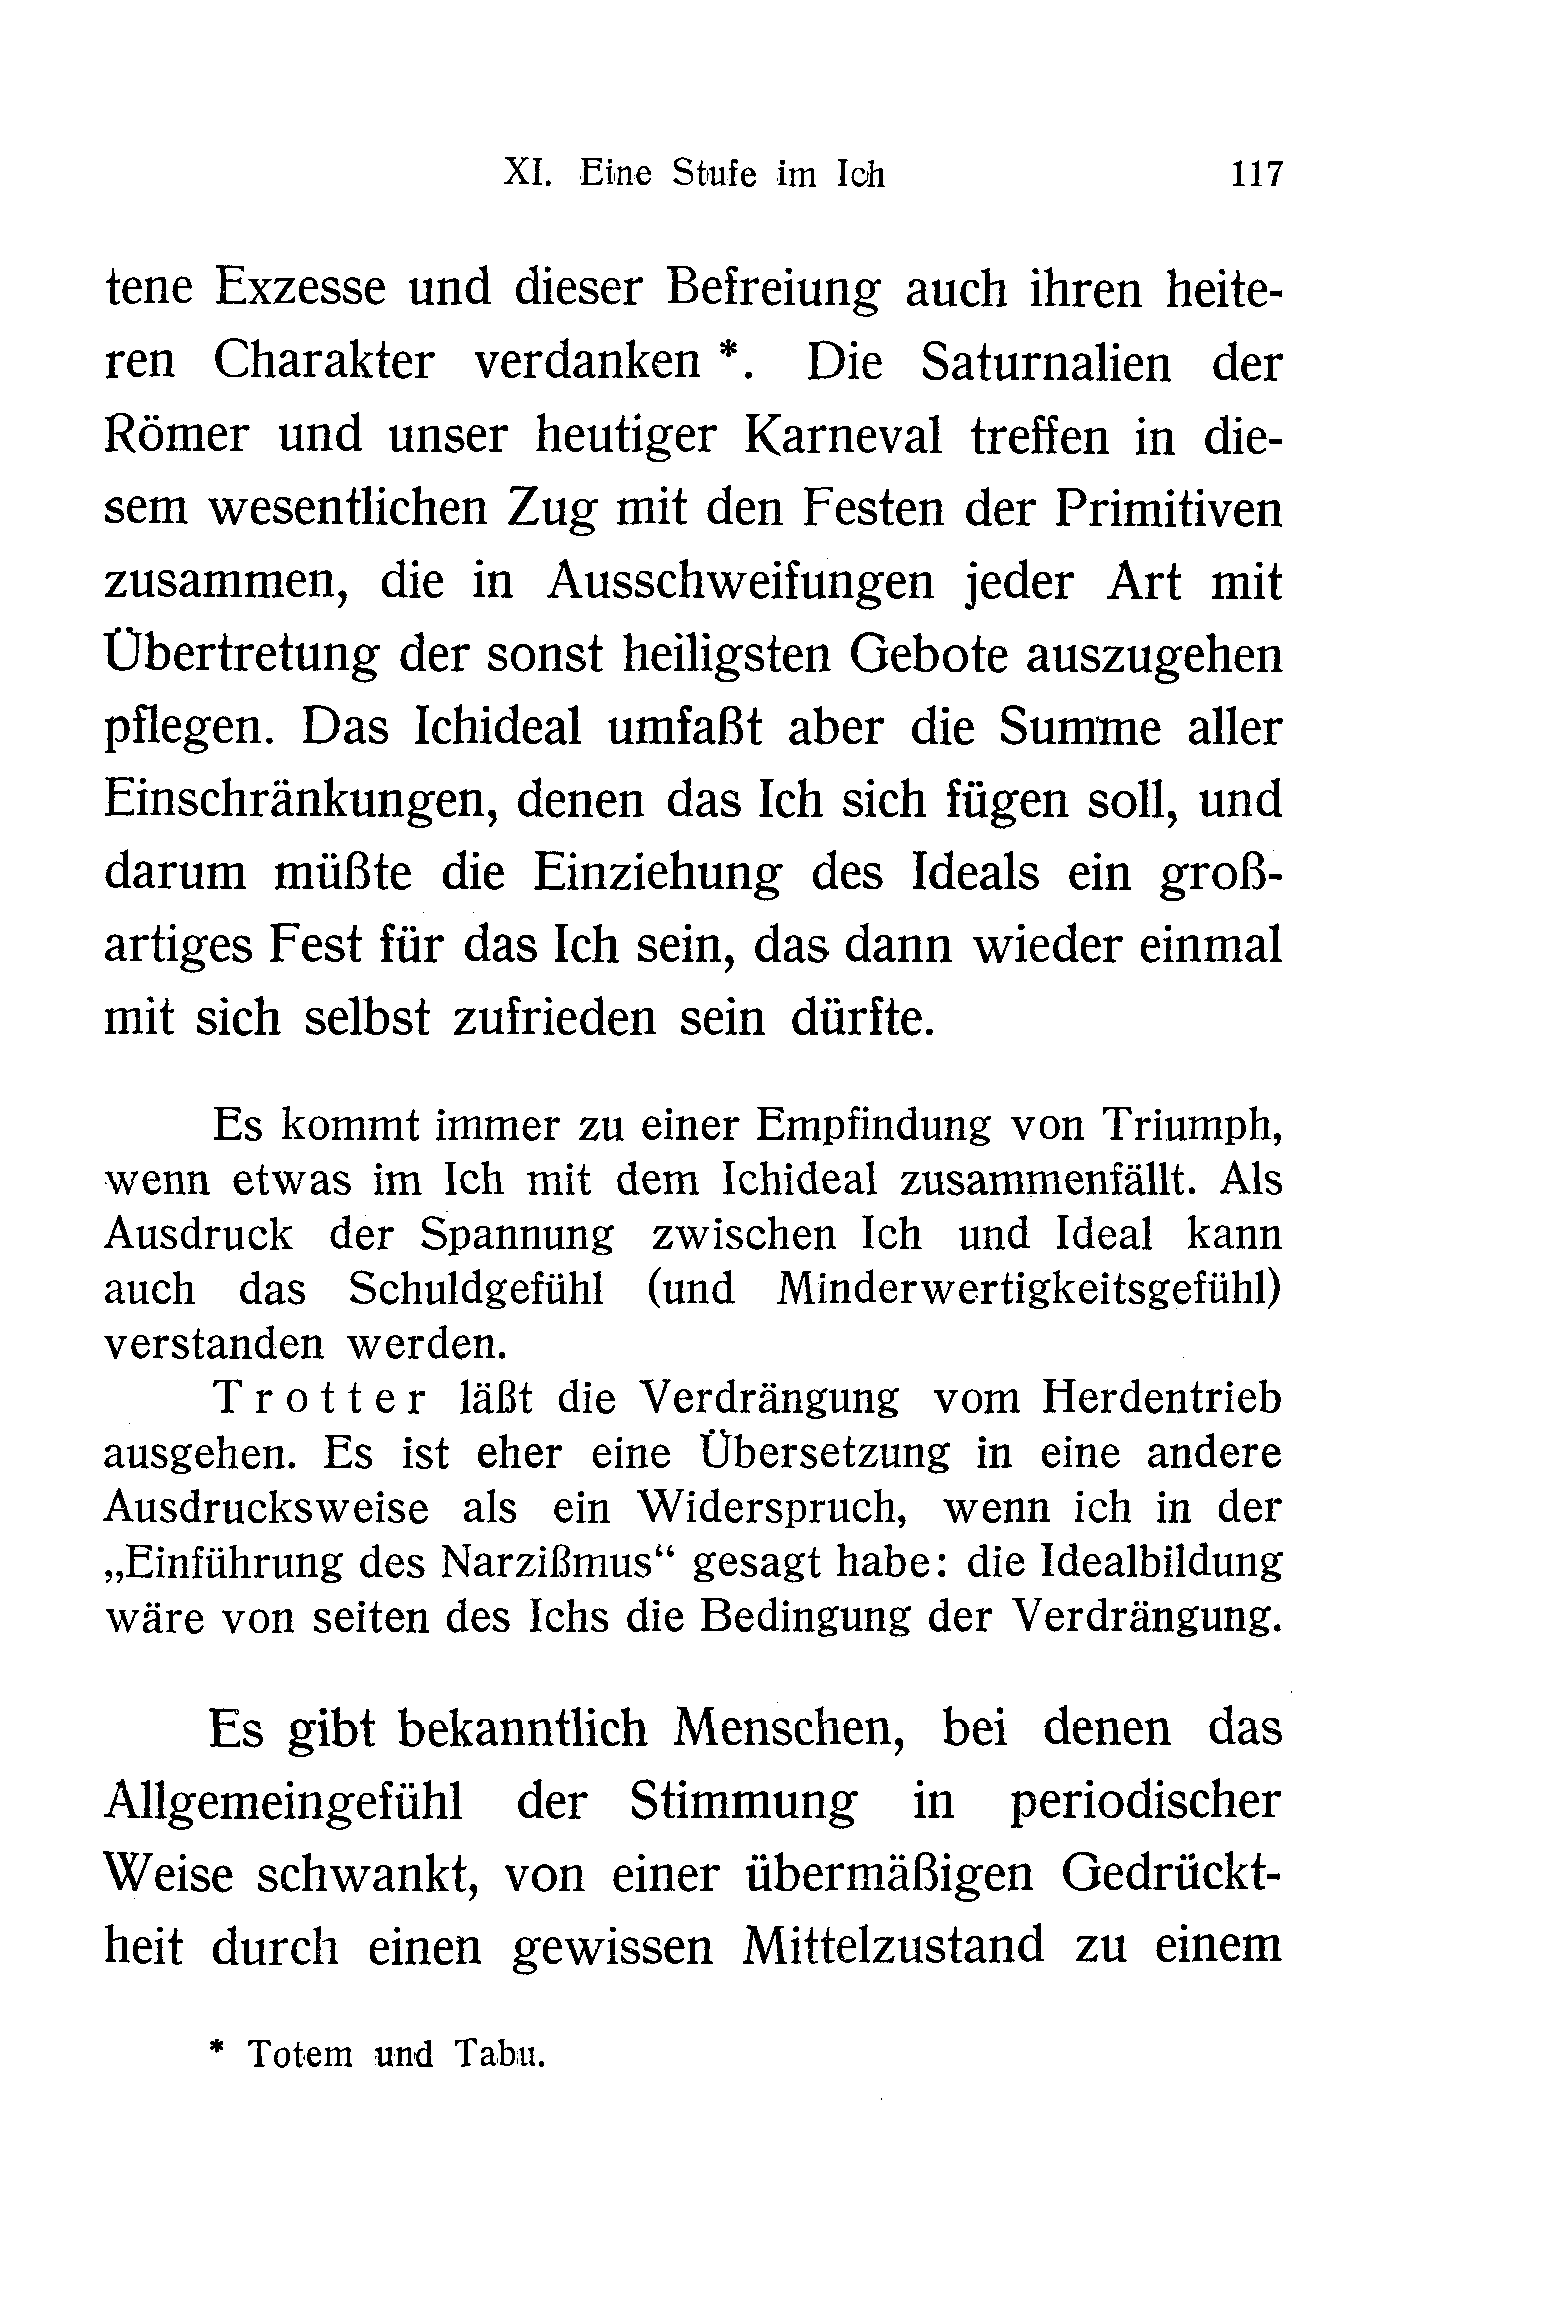 XI. Eine Stufe im Ich 117
tene Exzesse und dieser Befreiung auch ihren heite-
ren Charakter verdanken *. Die Saturnalien der
Römer und unser heutiger Karneval treffen in die-
sem wesentlichen Zug mit den Festen der Primitiven
zusammen, die in Ausschweifungen jeder Art mit
Übertretung der sonst heiligsten Gebote auszugehen
pflegen. Das Ichideal umfaßt aber die Summe aller
Einschränkungen, denen das Ich sich fügen soll, und
darum müßte die Einziehung des Ideals ein groß-
artiges Fest für das Ich sein, das dann wieder einmal
mit sich selbst zufrieden sein dürfte.
Es kommt immer zu einer Empfindung von Triumph,
wenn etwas im Ich mit dem Ichideal zusammenfällt. Als
Ausdruck der Spannung zwischen Ich und Ideal kann
auch das Schuldgefühl (und Minderwertigkeitsgefühl)
verstanden werden.
Trotter läßt die Verdrängung vom Herdentrieb
ausgehen. Es ist eher eine Übersetzung in eine andere
Ausdrucksweise als ein Widerspruch, wenn ich in der
„Einführung des Narzißmus“ gesagt habe: die Idealbildung
wäre von seiten des Ichs die Bedingung der Verdrängung.
Es gibt bekanntlich Menschen, bei denen das
Allgemeingefühl der Stimmung in periodischer
Weise schwankt, von einer übermäßigen Gedrückt-
heit durch einen gewissen Mittelzustand zu einem
* Totem und Tabu.